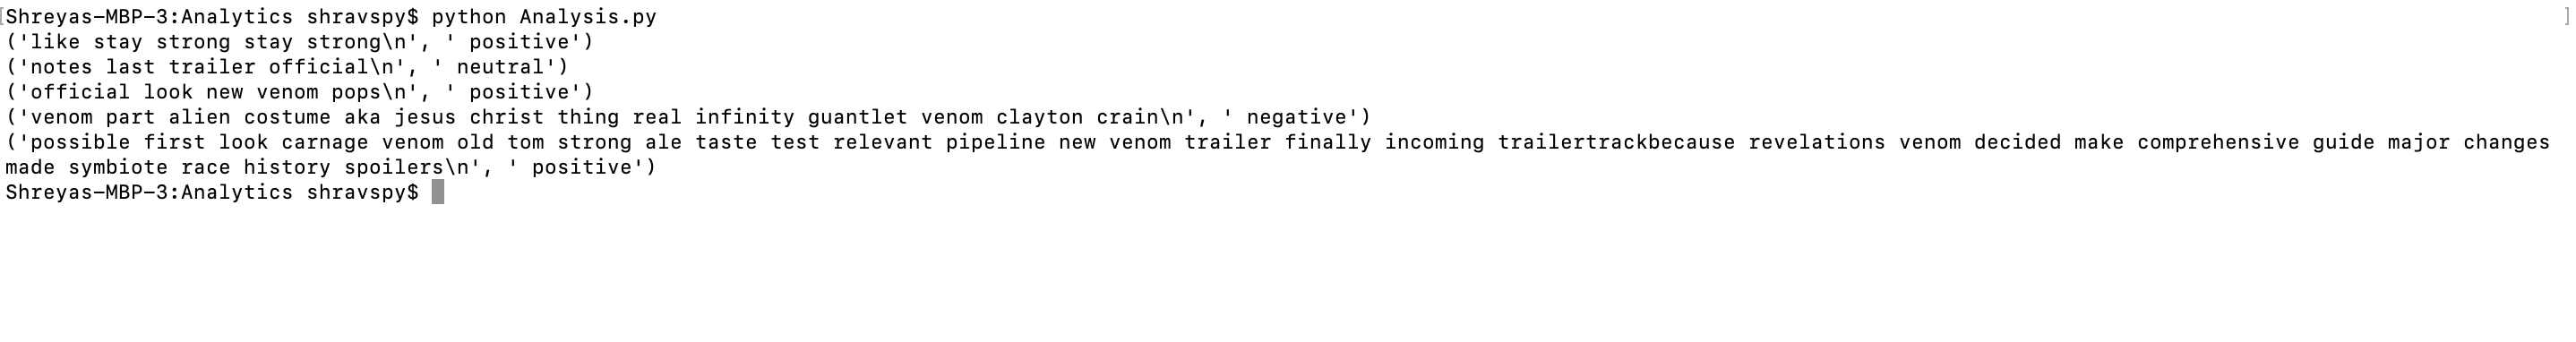 [Shreyas-MBP-3:Analytics shravspy$ python Analysis.py ]
('like stay strong stay strong\n', ' positive')
('notes last trailer official\n', ' neutral')
('official look new venom pops\n', ' positive')
('venom part alien costume aka jesus christ thing real infinity guantlet venom clayton crain\n', ' negative')
('possible first look carnage venom old tom strong ale taste test relevant pipeline new venom trailer finally incoming trailertrackbecause revelations venom decided make comprehensive guide major changes
made symbiote race history spoilers\n', ' positive')
Shreyas-MBP-3:Analytics shravspy$